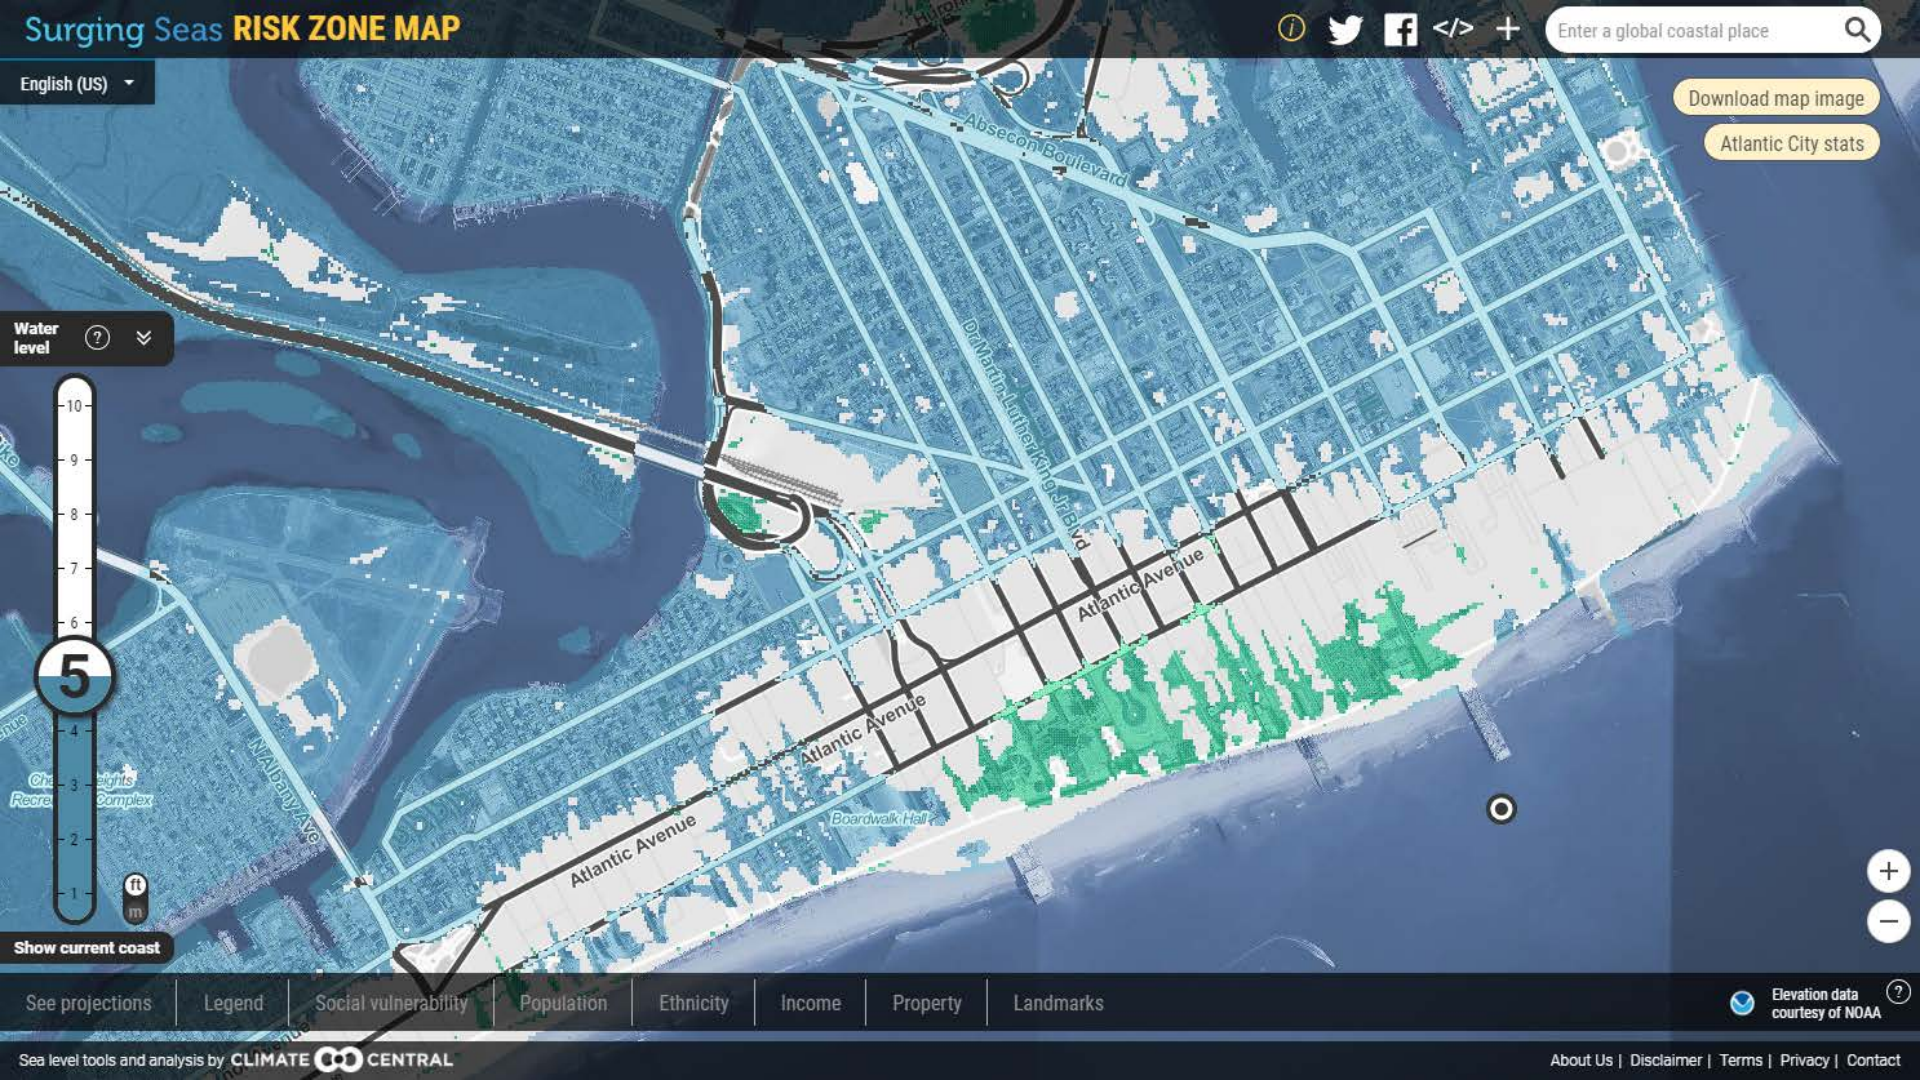 Surging Seas RISK ZONE MAP
Enter a global coastal place
English (US)
Download map image
Atlantic City stats
Absecon Boulevard
Dr Martin Luther King Jr Blvd
Water
level
10
9
8
7
6
5
4
3
2
1
ft
m
Atlantic Avenue
Atlantic Avenue
Atlantic Avenue
N Albany Ave
Boardwalk Hall
Complex
Show current coast
See projections
Legend
Social vulnerability
Population
Ethnicity
Income
Property
Landmarks
Elevation data
courtesy of NOAA
Sea level tools and analysis by CLIMATE CENTRAL
About Us | Disclaimer | Terms | Privacy | Contact